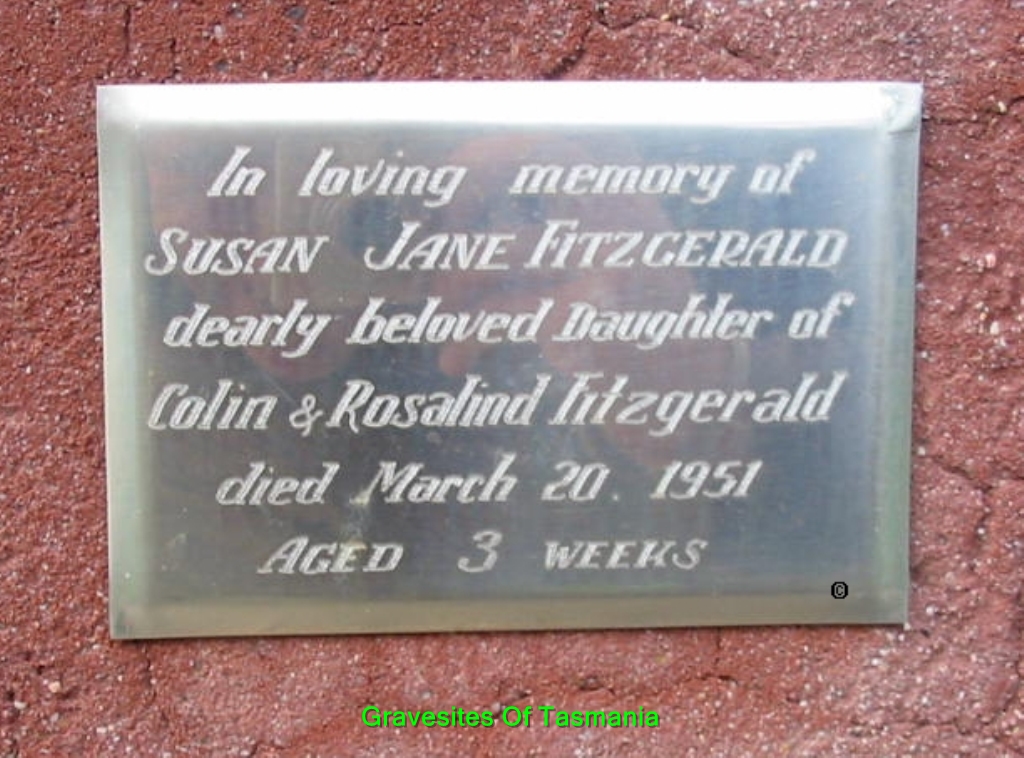 In loving memory of
SUSAN JANE FITZGERALD
dearly beloved Daughter of
Colin & Rosalind Fitzgerald
died March 20. 1951
AGED 3 WEEKS
©
Gravesites Of Tasmania